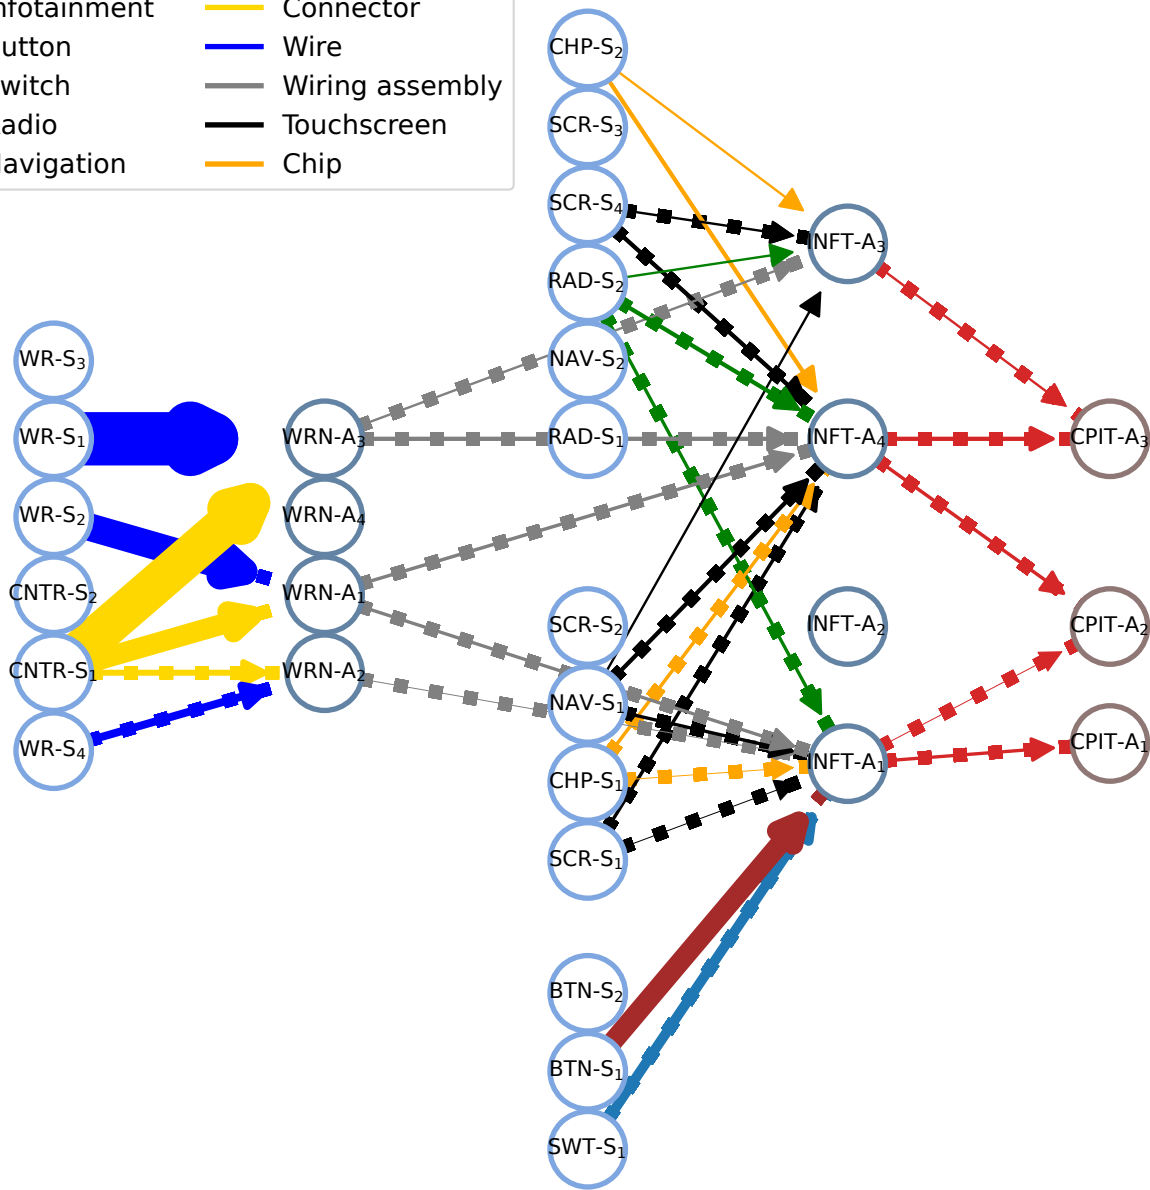 nfotainment
Connector
utton
Wire
witch
Wiring assembly
adio
Touchscreen
avigation
Chip
CHP-S₂
SCR-S₃
SCR-S₄
INFT-A₃
RAD-S₂
WR-S₃
NAV-S₂
WR-S₁
WRN-A₃
RAD-S₁
INFT-A₄
CPIT-A₃
WR-S₂
WRN-A₄
CNTR-S₂
WRN-A₁
SCR-S₂
INFT-A₂
CPIT-A₂
CNTR-S₁
WRN-A₂
NAV-S₁
WR-S₄
CPIT-A₁
CHP-S₁
INFT-A₁
SCR-S₁
BTN-S₂
BTN-S₁
SWT-S₁